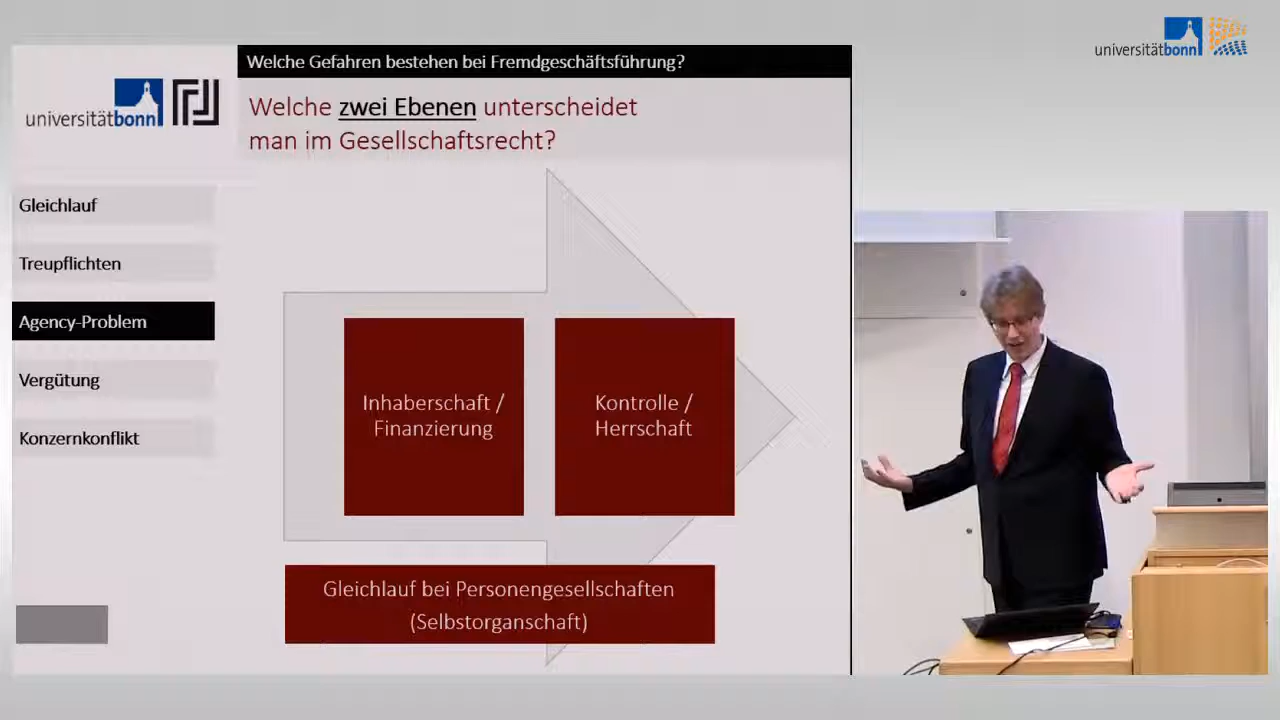 universitätbonn
Welche Gefahren bestehen bei Fremdgeschäftsführung?
universitätbonn
Welche zwei Ebenen unterscheidet
man im Gesellschaftsrecht?
Gleichlauf
Treupflichten
Agency-Problem
Vergütung
Konzernkonflikt
Inhaberschaft /
Finanzierung
Kontrolle /
Herrschaft
Gleichlauf bei Personengesellschaften
(Selbstorganschaft)